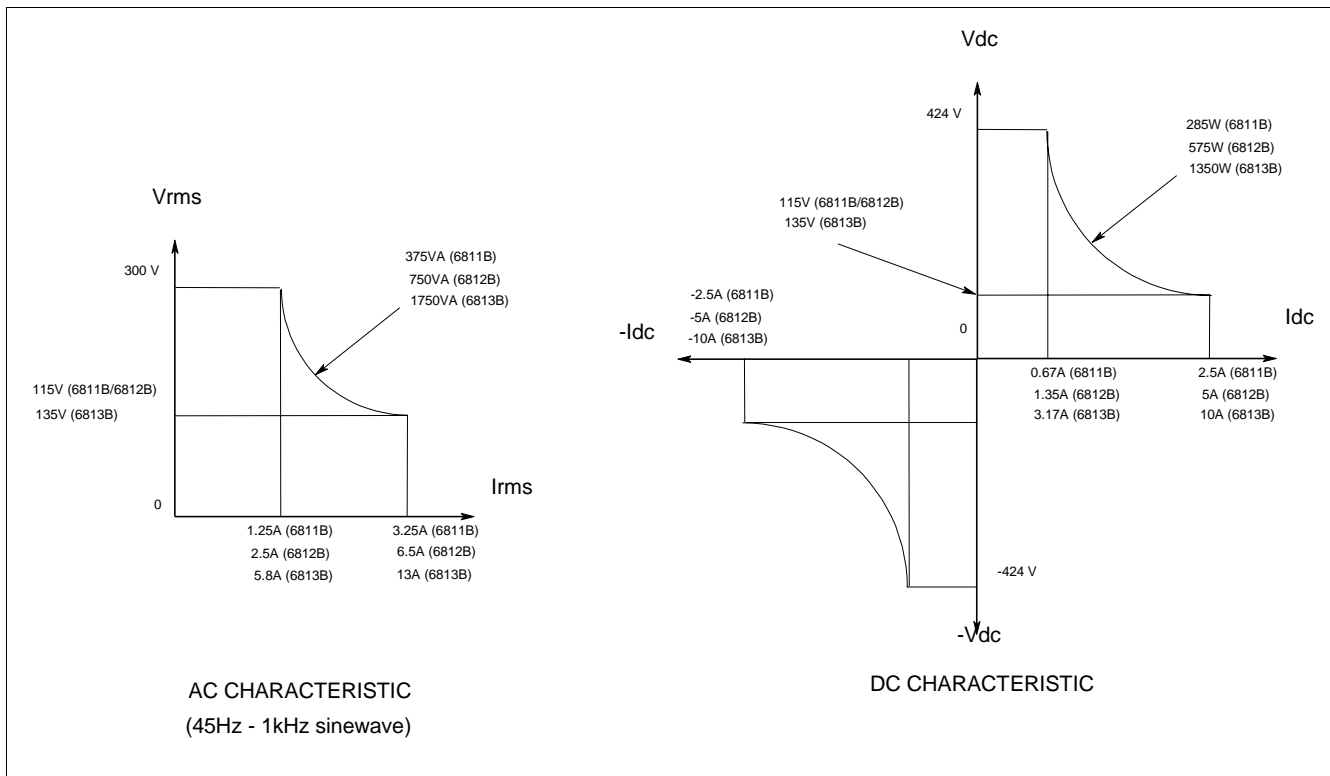 Vrms
300 V
375VA (6811B)
750VA (6812B)
1750VA (6813B)
115V (6811B/6812B)
135V (6813B)
0
Irms
1.25A (6811B)
2.5A (6812B)
5.8A (6813B)
3.25A (6811B)
6.5A (6812B)
13A (6813B)
AC CHARACTERISTIC
(45Hz - 1kHz sinewave)
Vdc
424 V
285W (6811B)
575W (6812B)
1350W (6813B)
115V (6811B/6812B)
135V (6813B)
-2.5A (6811B)
-5A (6812B)
-10A (6813B)
-Idc
0
Idc
0.67A (6811B)
1.35A (6812B)
3.17A (6813B)
2.5A (6811B)
5A (6812B)
10A (6813B)
-424 V
-Vdc
DC CHARACTERISTIC